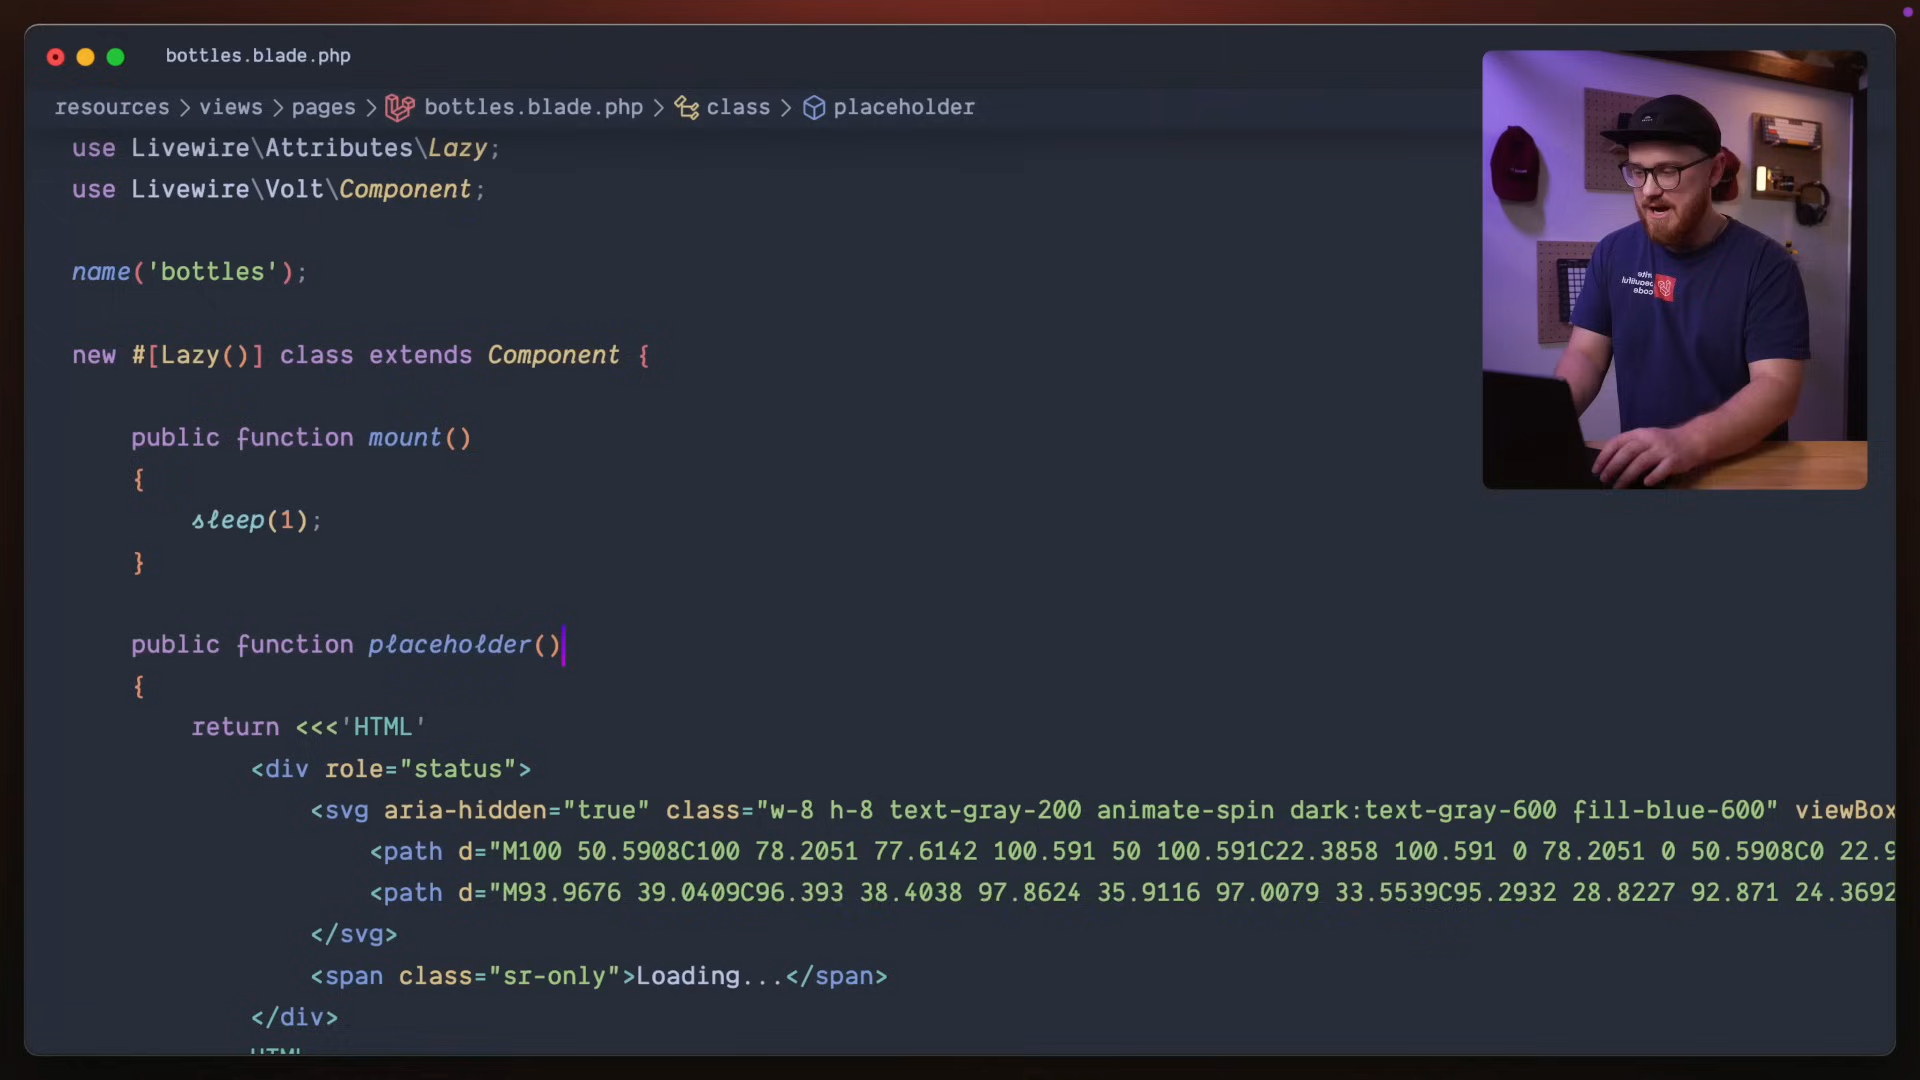 bottles.blade.php
resources > views > pages > bottles.blade.php > class > placeholder
use Livewire\Attributes\Lazy;
use Livewire\Volt\Component;
name('bottles');
new #[Lazy()] class extends Component {
public function mount()
{
sleep(1);
}
public function placeholder()
{
return <<<'HTML'
<div role="status">
<svg aria-hidden="true" class="w-8 h-8 text-gray-200 animate-spin dark:text-gray-600 fill-blue-600" viewBox
<path d="M100 50.5908C100 78.2051 77.6142 100.591 50 100.591C22.3858 100.591 0 78.2051 0 50.5908C0 22.9
<path d="M93.9676 39.0409C96.393 38.4038 97.8624 35.9116 97.0079 33.5539C95.2932 28.8227 92.871 24.3692
</svg>
<span class="sr-only">Loading...</span>
</div>
HTML
write
beautiful
code